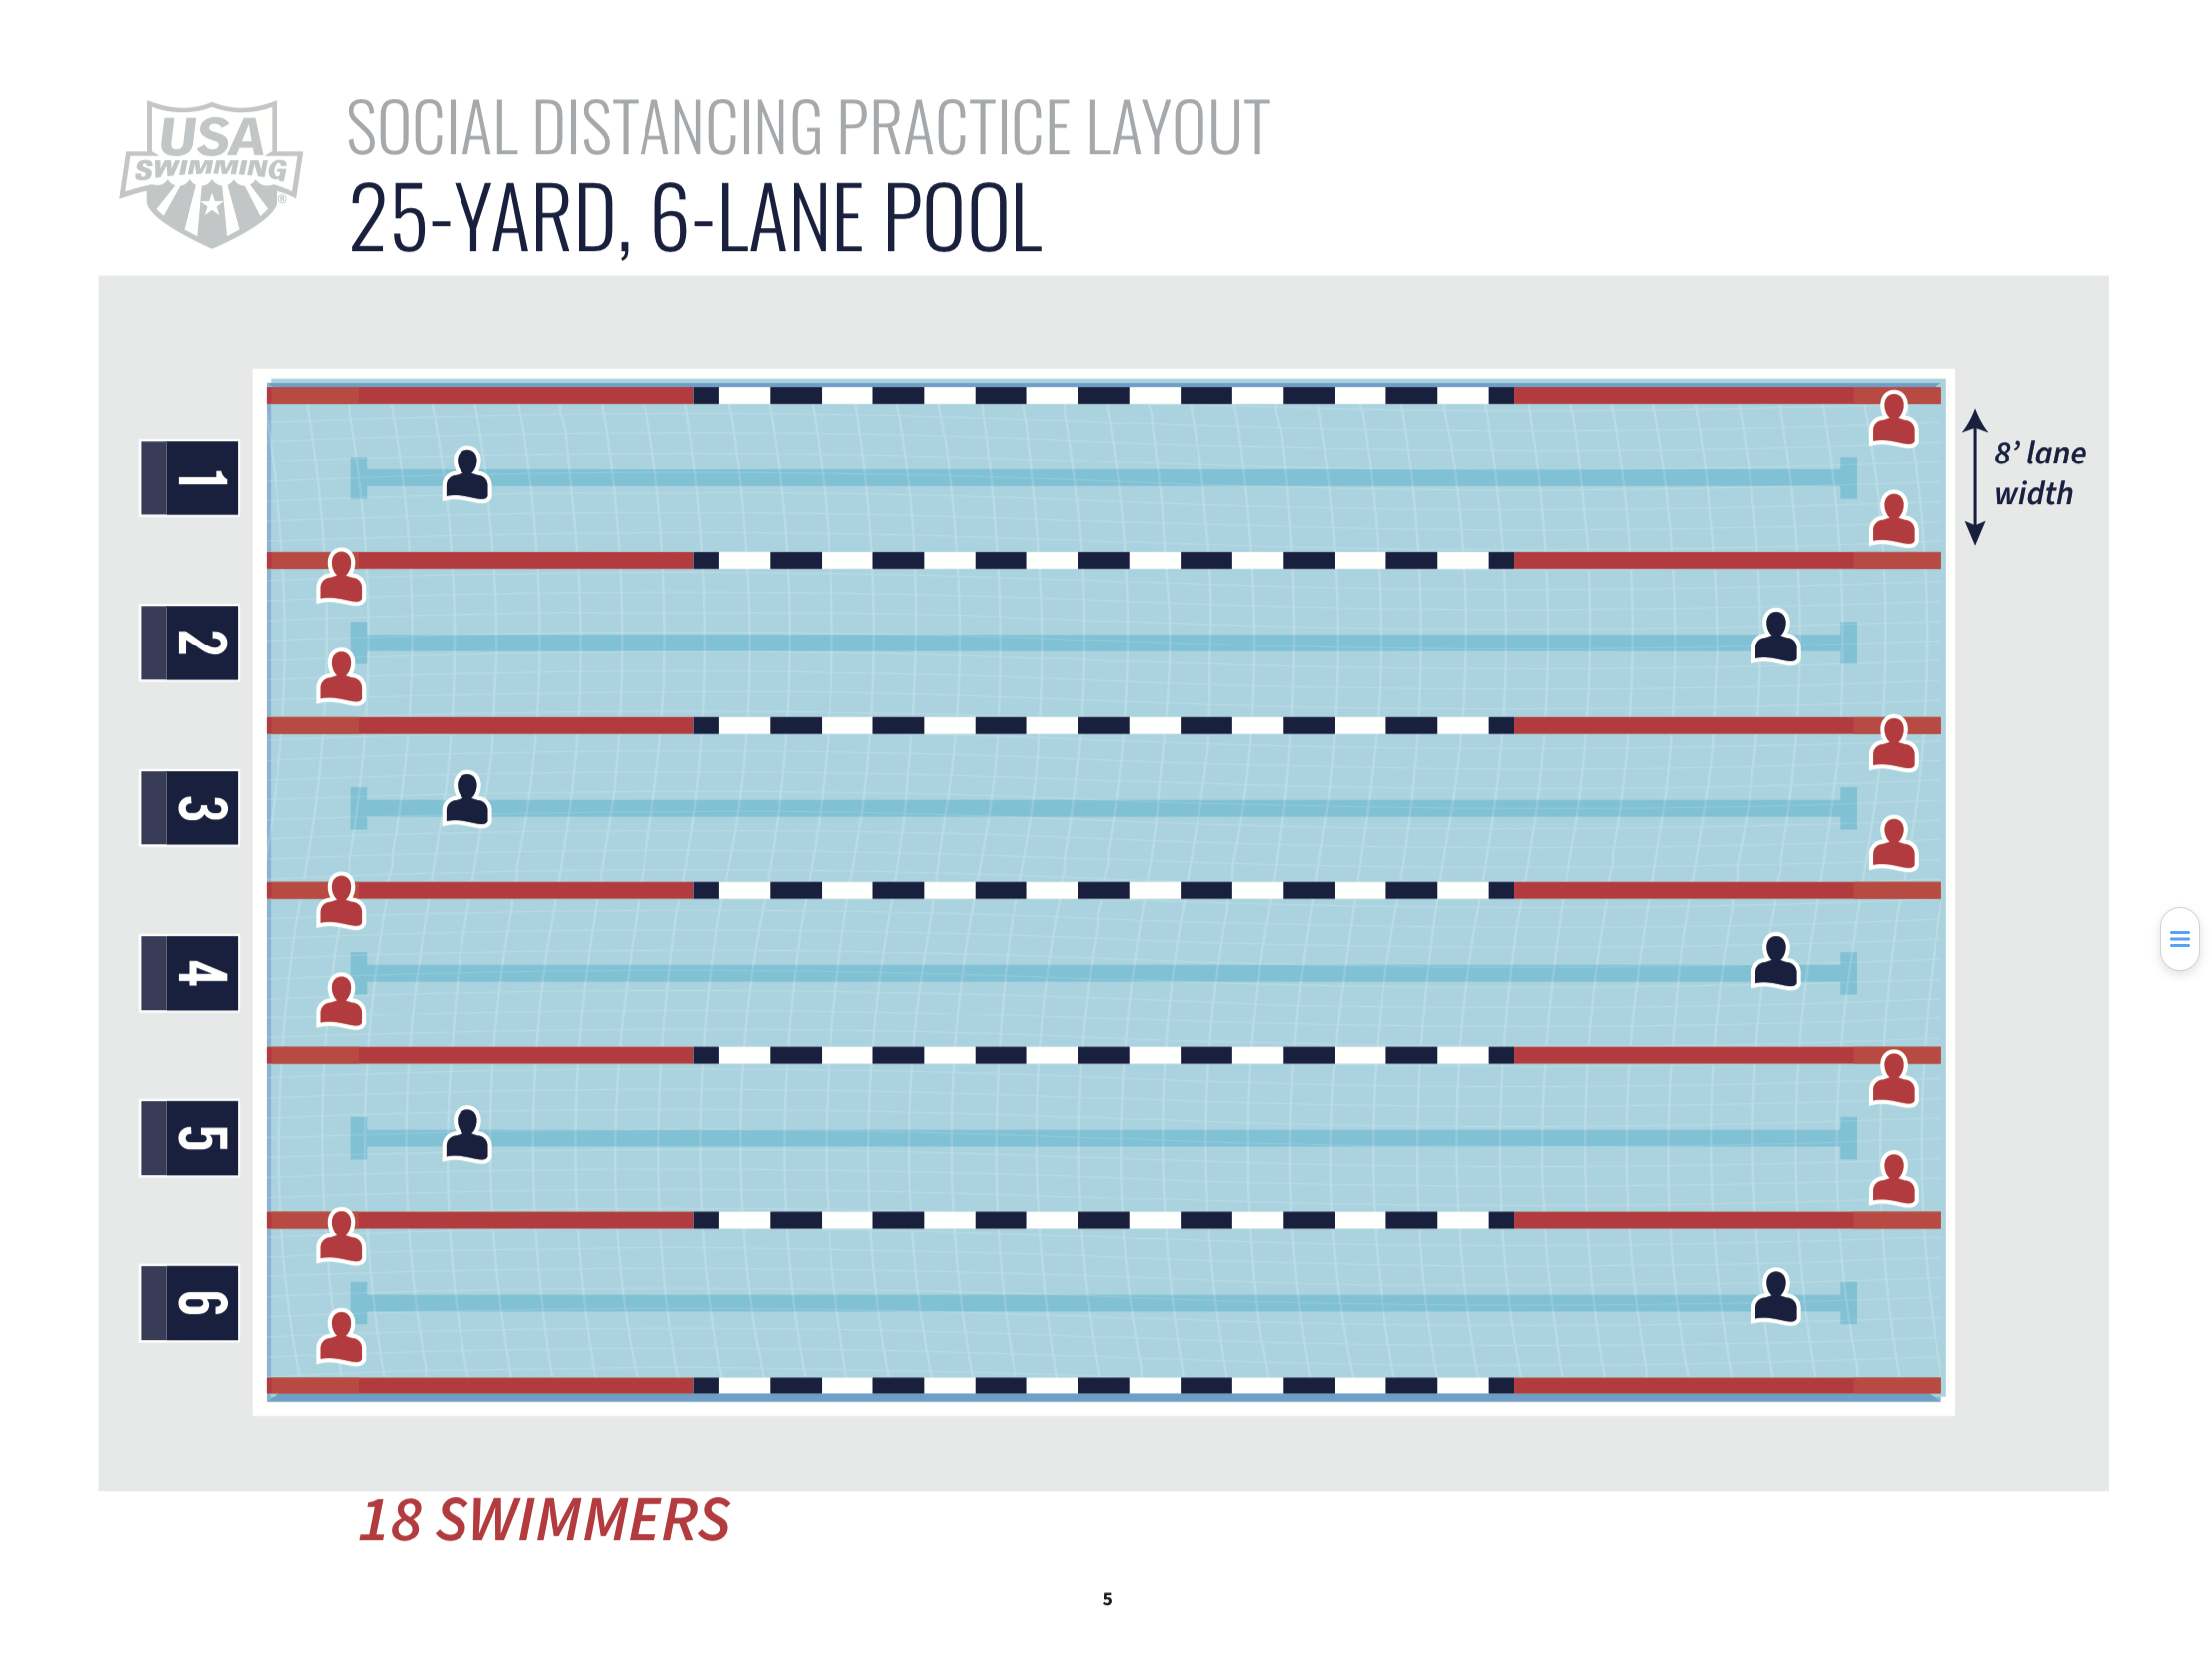 USA
SWIMMING
®
SOCIAL DISTANCING PRACTICE LAYOUT
25-YARD, 6-LANE POOL
8’ lane
width
1
2
3
4
5
6
18 SWIMMERS
5